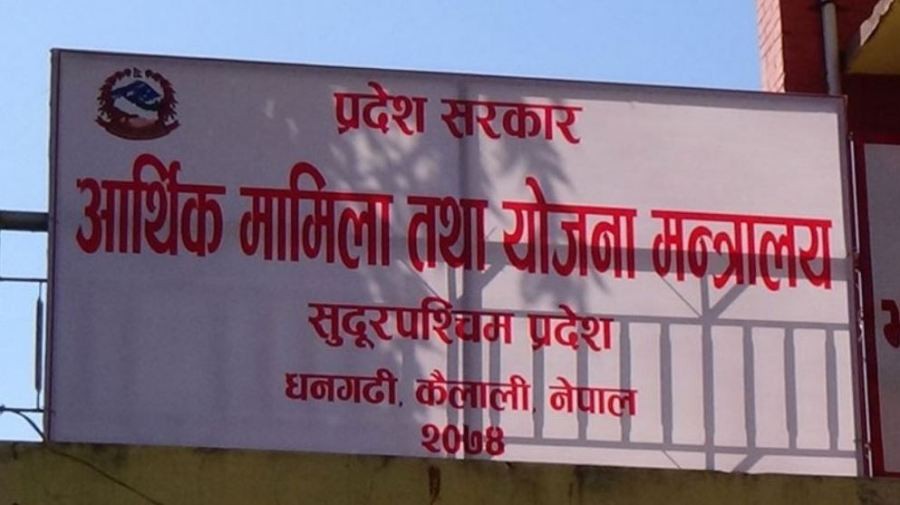 प्रदेश सरकार
आर्थिक मामिला तथा योजना मन्त्रालय
सुदूरपश्चिम प्रदेश
धनगढी, कैलाली, नेपाल
२०७४